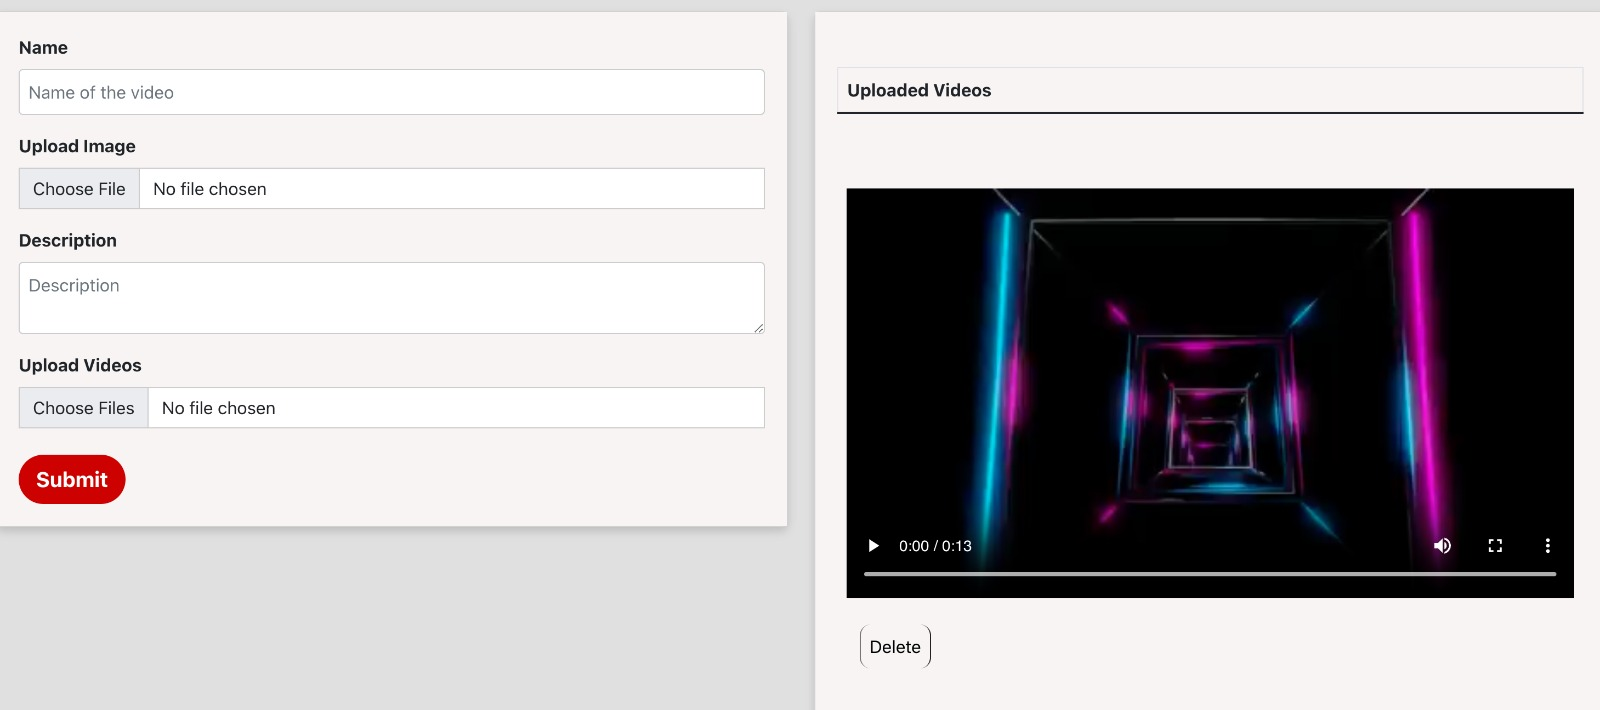 Name
Name of the video
Upload Image
Choose File No file chosen
Description
Description
Upload Videos
Choose Files No file chosen
Submit
Uploaded Videos
0:00 / 0:13
Delete